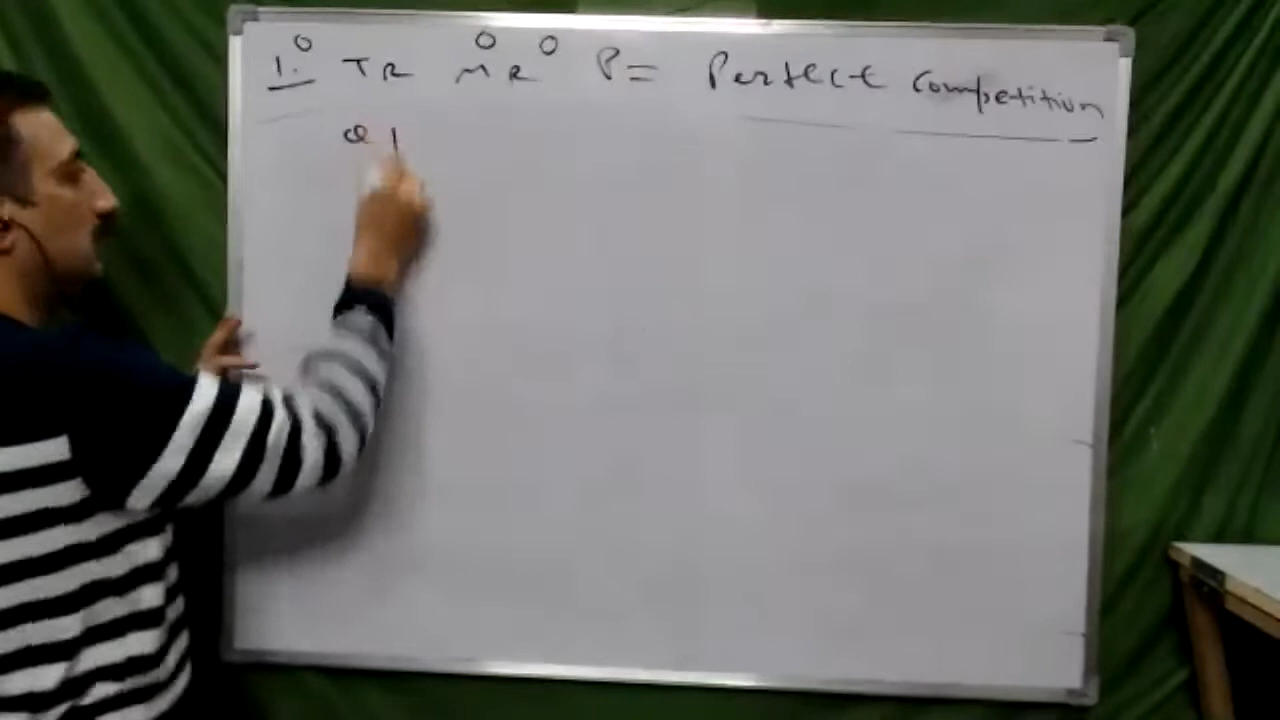 1. TR MR P= Perfect competition
Q |